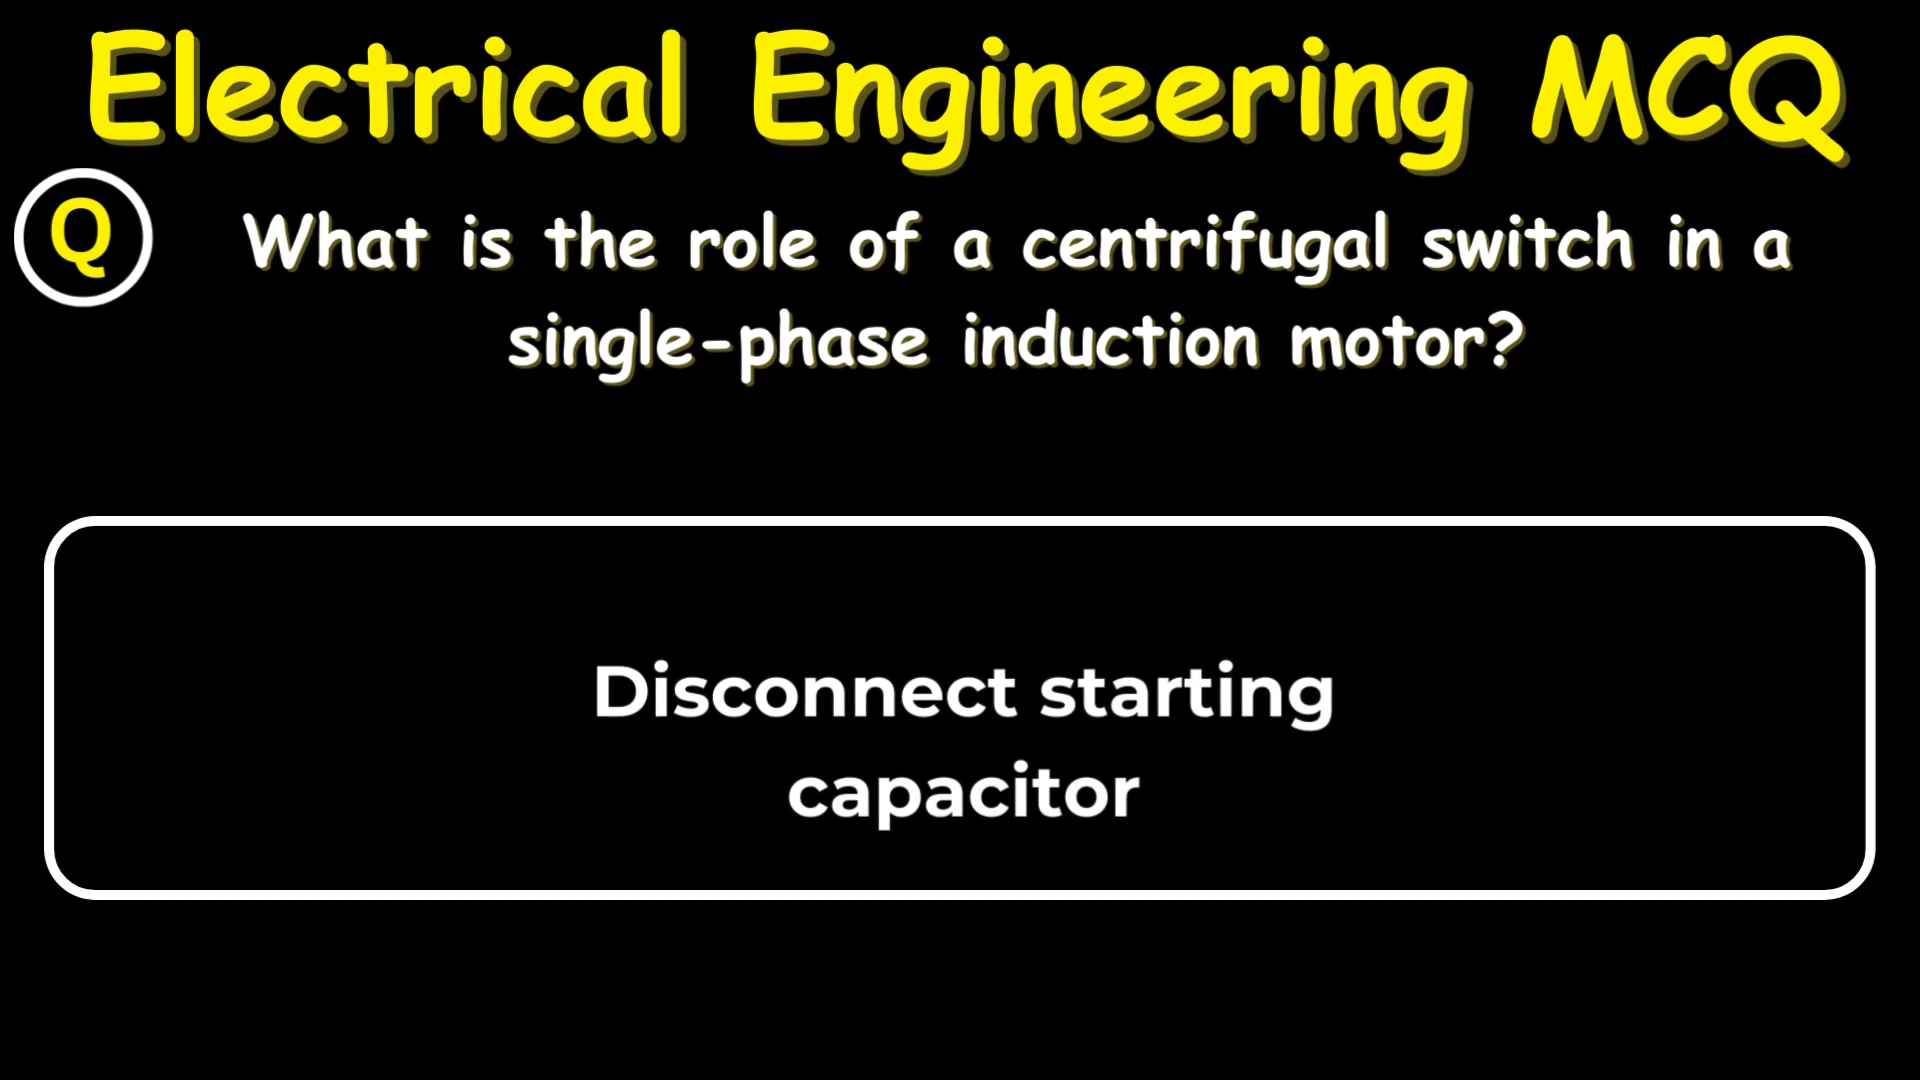 Electrical Engineering MCQ
Q
What is the role of a centrifugal switch in a
single-phase induction motor?
Disconnect starting
capacitor